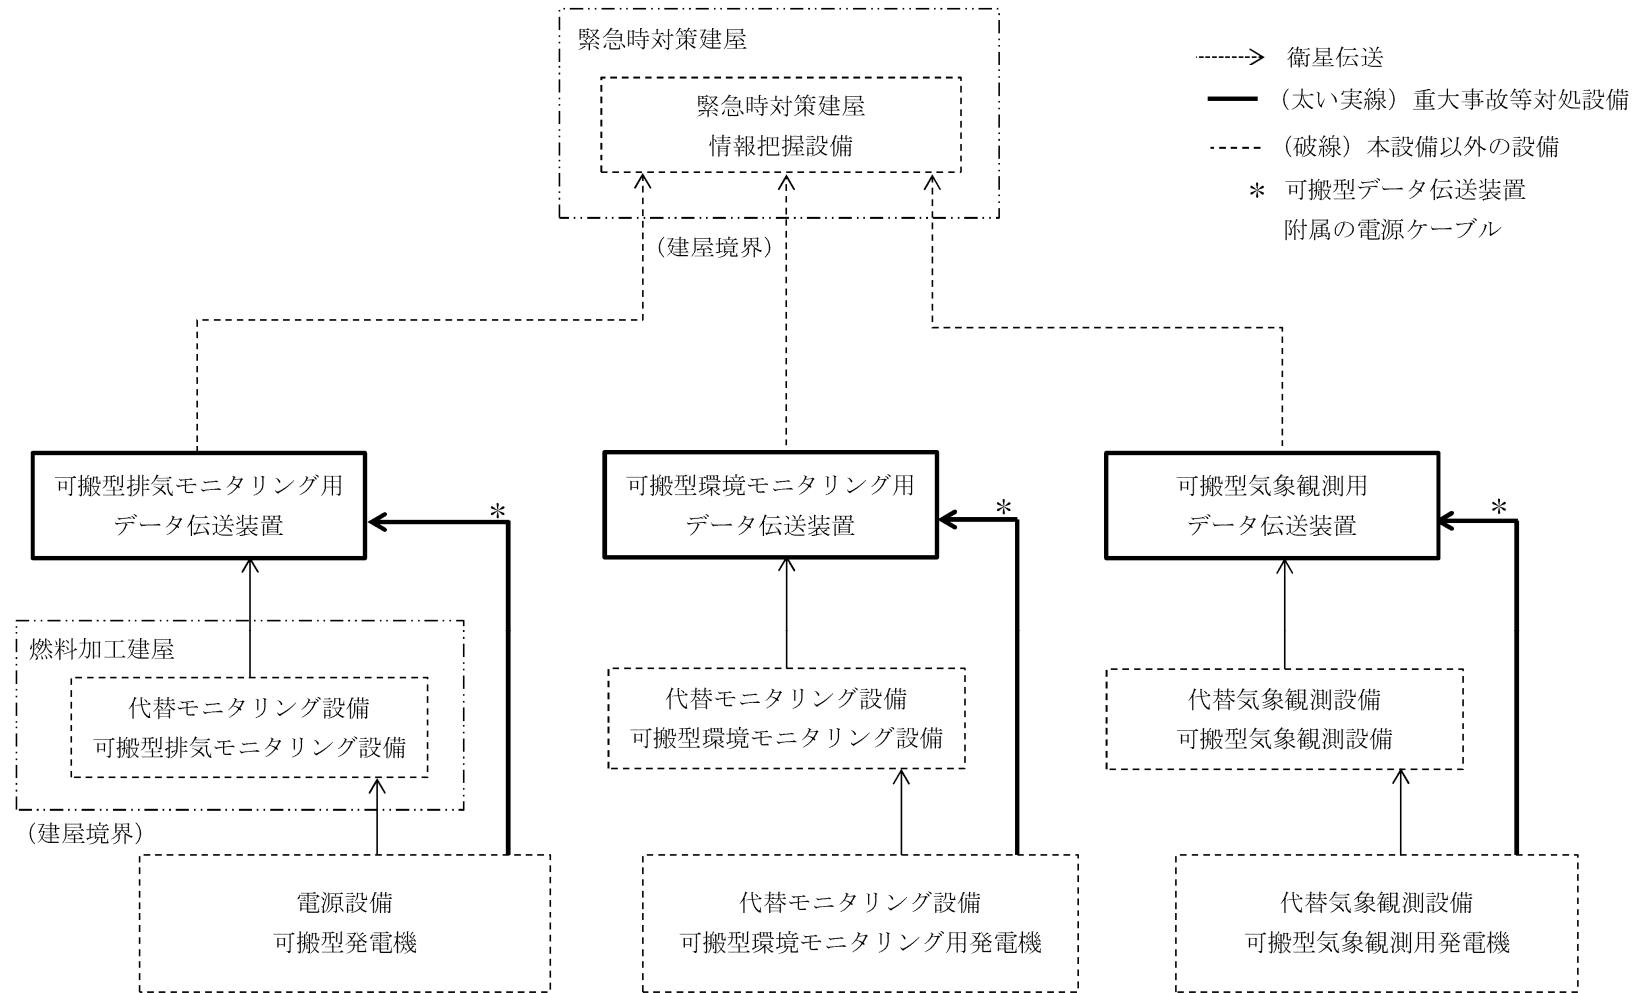 緊急時対策建屋
緊急時対策建屋
情報把握設備
(建屋境界)
衛星伝送
(太い実線)重大事故等対処設備
(破線)本設備以外の設備
* 可搬型データ伝送装置
附属の電源ケーブル
可搬型排気モニタリング用
データ伝送装置
*
可搬型環境モニタリング用
データ伝送装置
*
可搬型気象観測用
データ伝送装置
*
燃料加工建屋
代替モニタリング設備
可搬型排気モニタリング設備
(建屋境界)
代替モニタリング設備
可搬型環境モニタリング設備
代替気象観測設備
可搬型気象観測設備
電源設備
可搬型発電機
代替モニタリング設備
可搬型環境モニタリング用発電機
代替気象観測設備
可搬型気象観測用発電機